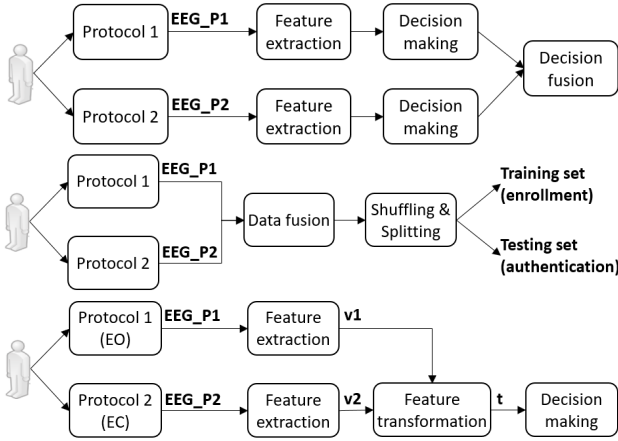 Protocol 1
EEG_P1
Feature
extraction
Decision
making
Protocol 2
EEG_P2
Feature
extraction
Decision
making
Decision
fusion
Protocol 1
EEG_P1
Protocol 2
EEG_P2
Data fusion
Shuffling &
Splitting
Training set
(enrollment)
Testing set
(authentication)
Protocol 1
(EO)
EEG_P1
Feature
extraction
v1
Protocol 2
(EC)
EEG_P2
Feature
extraction
v2
Feature
transformation
t
Decision
making